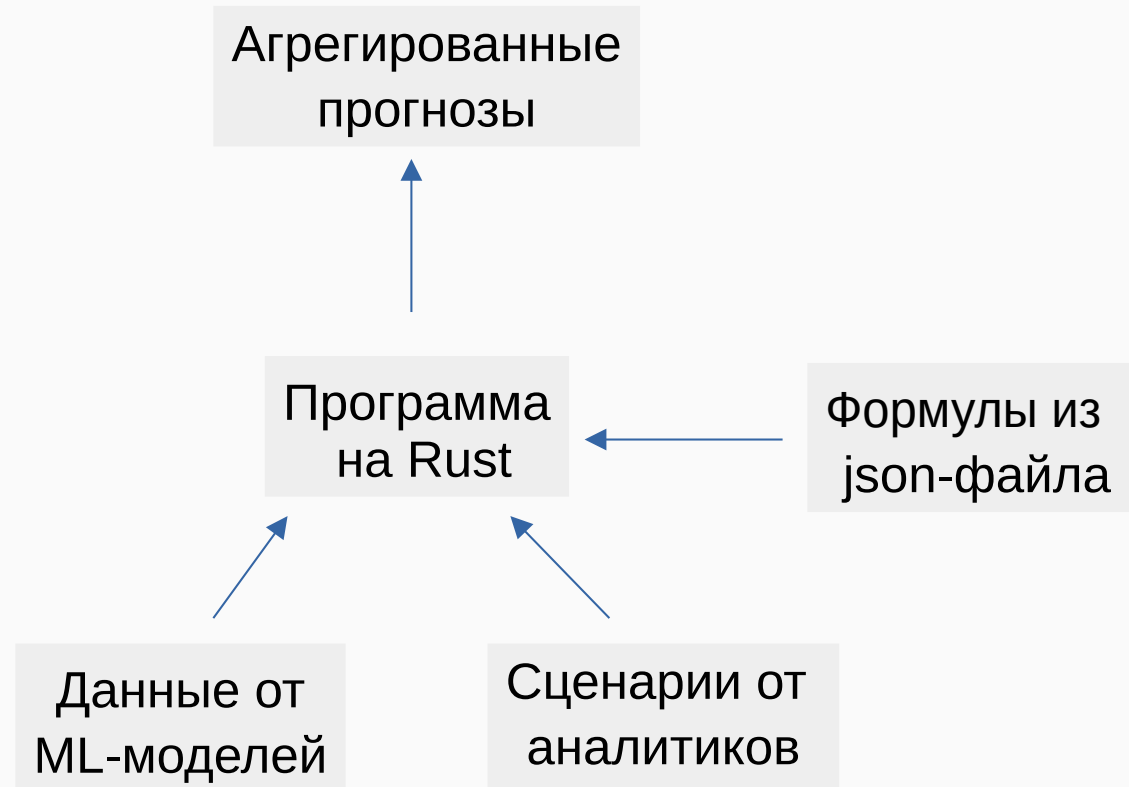 Агрегированные
прогнозы
Программа
на Rust
Формулы из
json-файла
Данные от
ML-моделей
Сценарии от
аналитиков